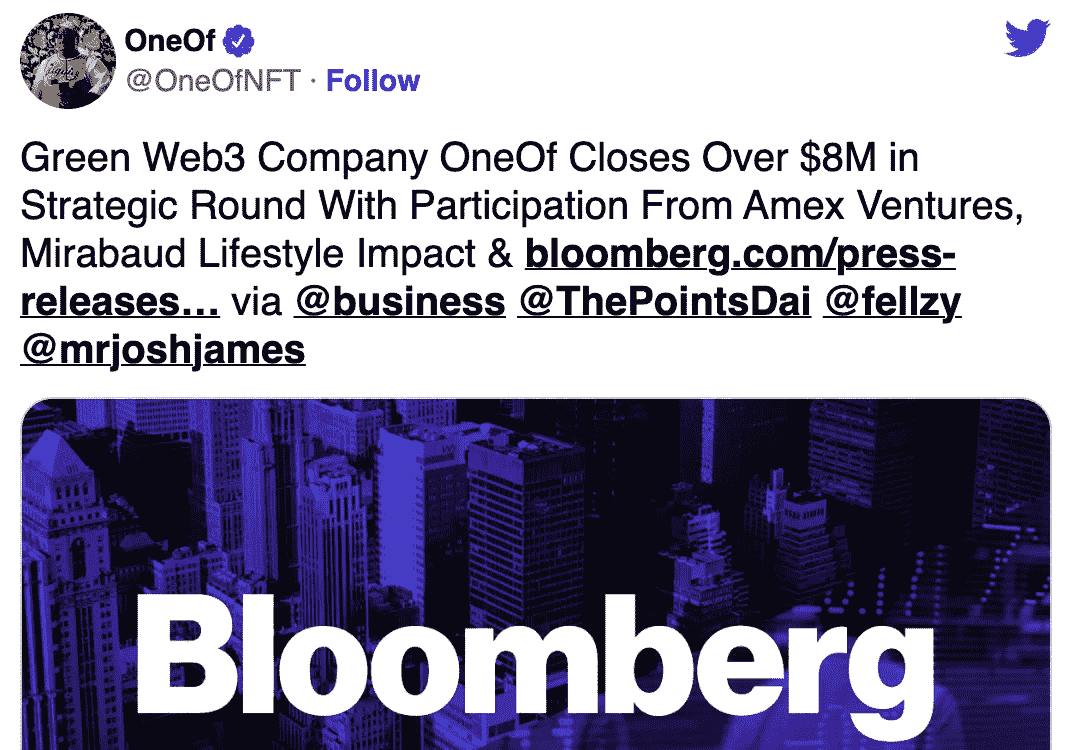 OneOf
@OneOfNFT · Follow
Green Web3 Company OneOf Closes Over $8M in
Strategic Round With Participation From Amex Ventures,
Mirabaud Lifestyle Impact & bloomberg.com/press-
releases… via @business @ThePointsDai @fellzy
@mrjoshjames
Bloomberg